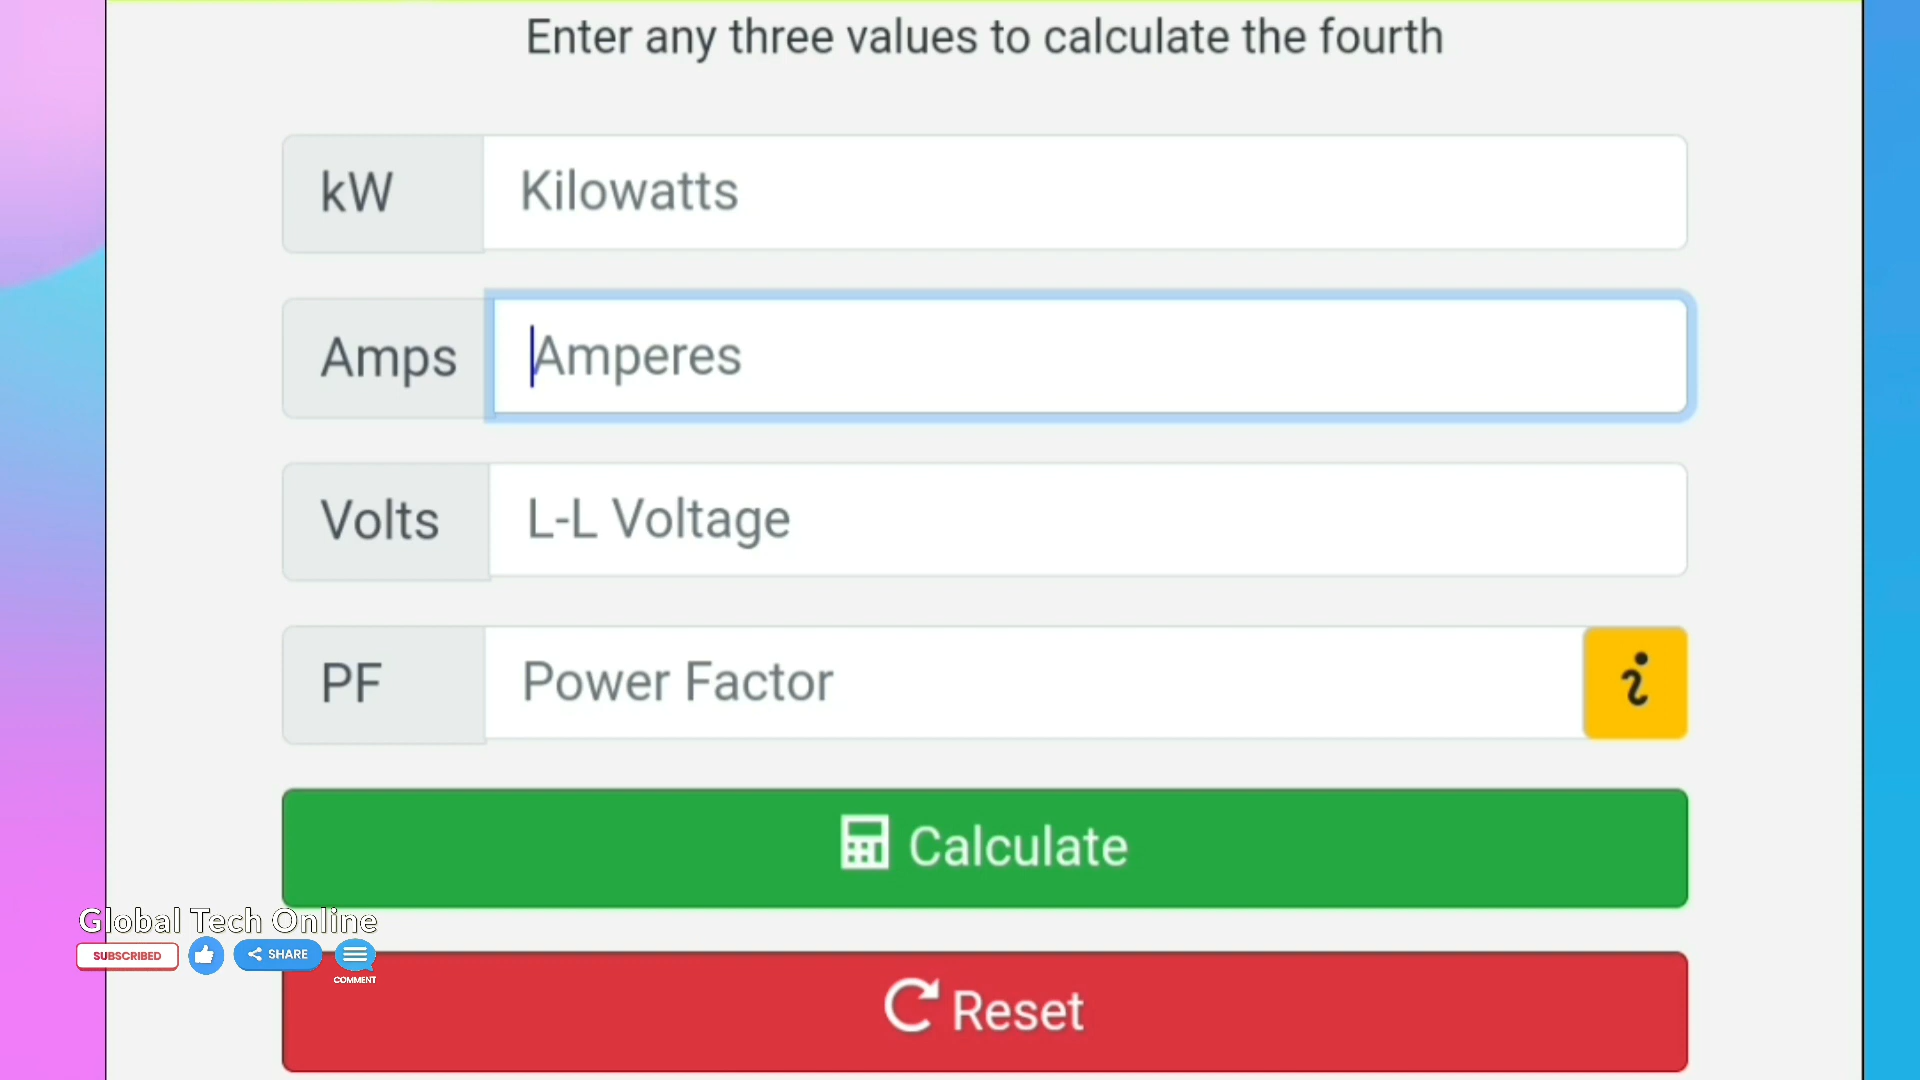 Enter any three values to calculate the fourth
kW Kilowatts
Amps Amperes
Volts L-L Voltage
PF Power Factor i
Calculate
Global Tech Online
SUBSCRIBED SHARE
COMMENT
Reset